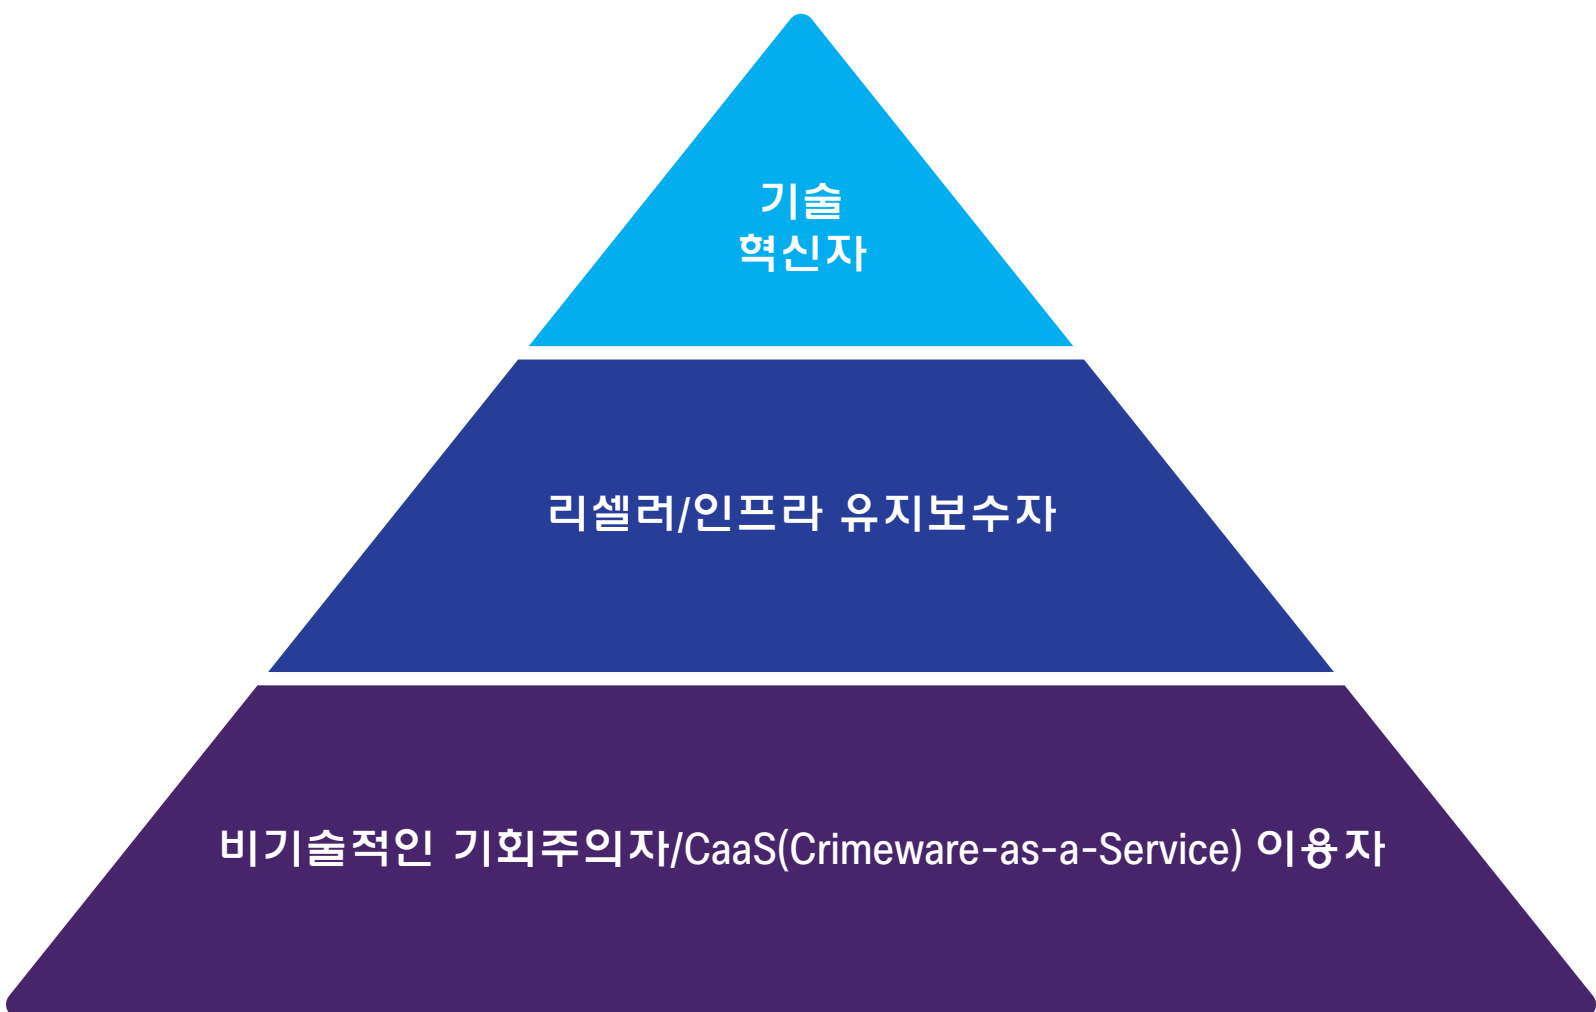 기술
혁신자
리셀러/인프라 유지보수자
비기술적인 기회주의자/CaaS(Crimeware-as-a-Service) 이용자